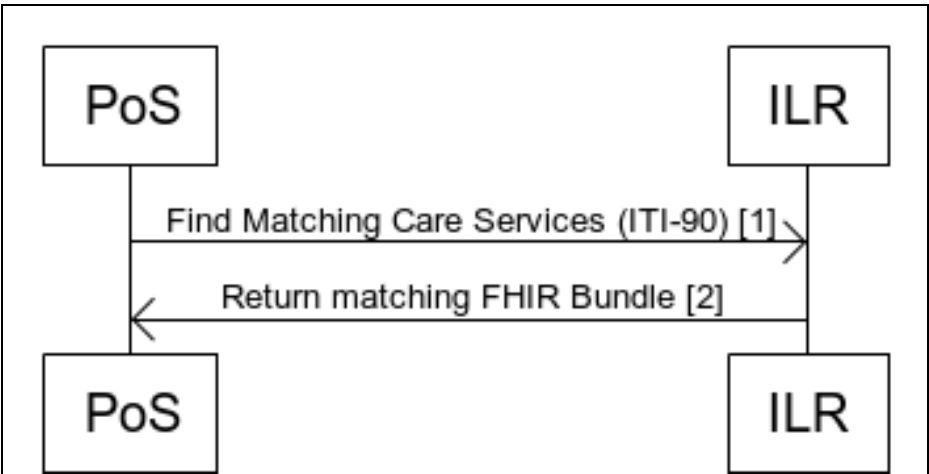 PoS
ILR
Find Matching Care Services (ITI-90) [1]
Return matching FHIR Bundle [2]
PoS
ILR